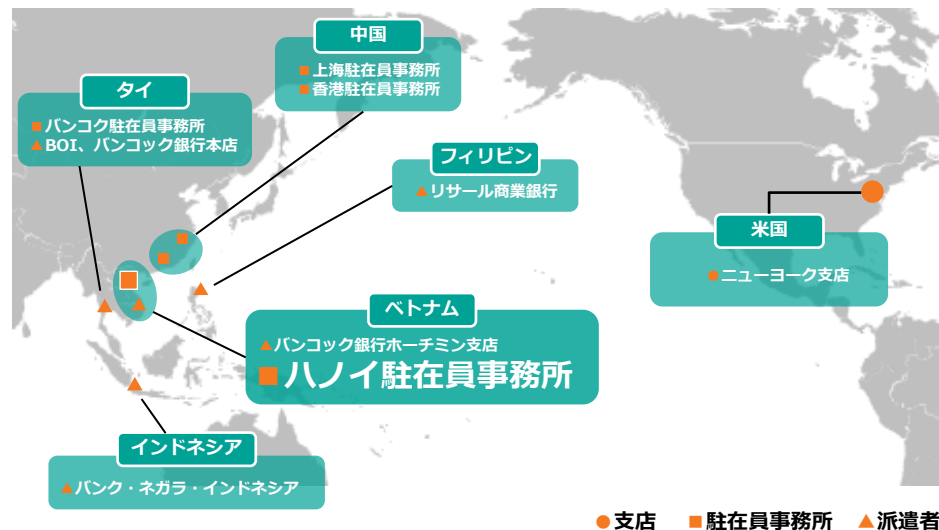 中国
■上海駐在員事務所
■香港駐在員事務所
タイ
■バンコク駐在員事務所
▲BOI、バンコック銀行本店
フィリピン
▲リサール商業銀行
米国
●ニューヨーク支店
ベトナム
▲バンコック銀行ホーチミン支店
■ハノイ駐在員事務所
インドネシア
▲バンク・ネガラ・インドネシア
●支店 ■駐在員事務所 ▲派遣者